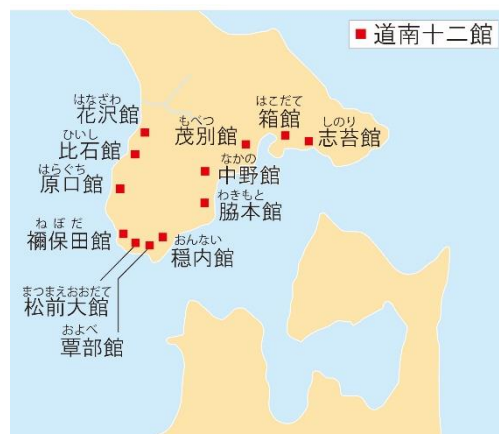 ■道南十二館
はなざわ
花沢館
ひいし
比石館
はらぐち
原口館
ねぼだ
禰保田館
まつまえおおだて
松前大館
およべ
覃部館
おんない
穏内館
もべつ
茂別館
なかの
中野館
わきもと
脇本館
はこだて
箱館
しのり
志苔館